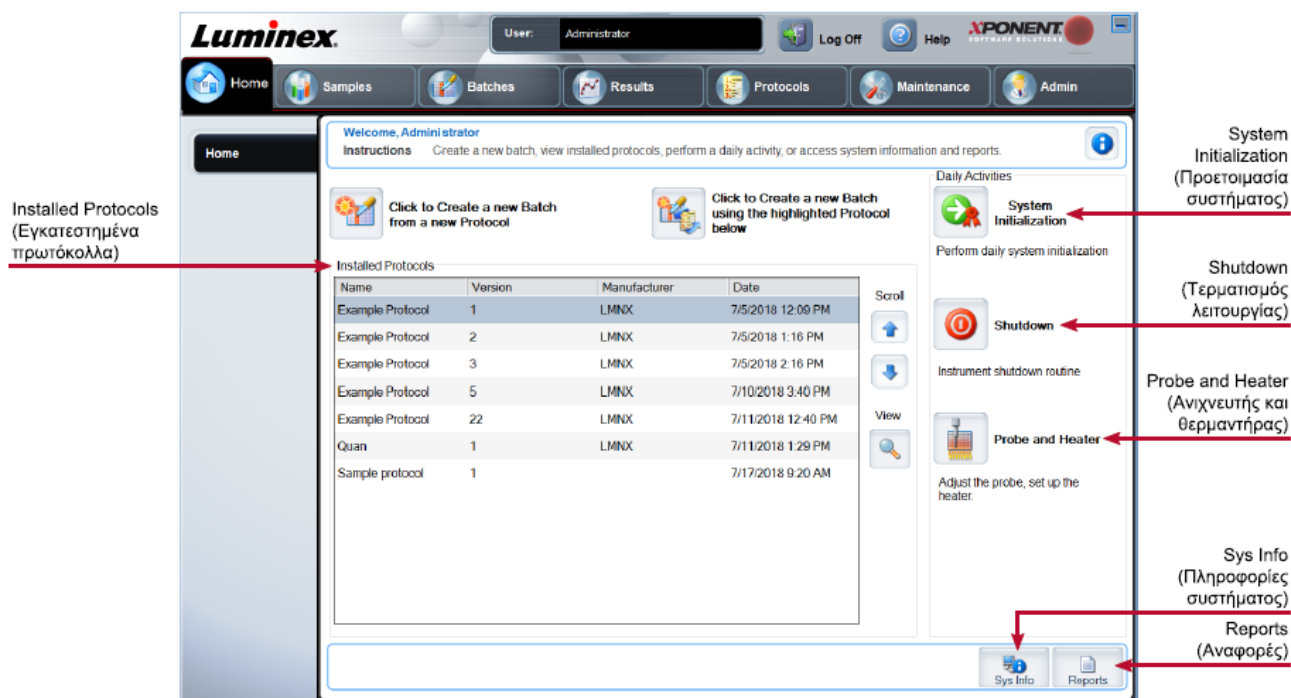 Luminex.
User:
Administrator
Log Off
Help
XPONENT.
SOFTWARE SOLUTIONS
Home
Samples
Batches
Results
Protocols
Maintenance
Admin
Home
Welcome, Administrator
Instructions Create a new batch, view installed protocols, perform a daily activity, or access system information and reports.
Click to Create a new Batch
from a new Protocol
Click to Create a new Batch
using the highlighted Protocol
below
Installed Protocols
Name Version Manufacturer Date
Example Protocol 1 LMNX 7/5/2018 12:09 PM
Example Protocol 2 LMNX 7/5/2018 1:16 PM
Example Protocol 3 LMNX 7/5/2018 2:16 PM
Example Protocol 5 LMNX 7/10/2018 3:40 PM
Example Protocol 22 LMNX 7/11/2018 12:40 PM
Quan 1 LMNX 7/11/2018 1:29 PM
Sample protocol 1 7/17/2018 9:20 AM
Scroll
View
Daily Activities
System
Initialization
Perform daily system initialization
Shutdown
Instrument shutdown routine
Probe and Heater
Adjust the probe, set up the
heater.
Sys Info
Reports
Installed Protocols
(Εγκατεστημένα
πρωτόκολλα)
System
Initialization
(Προετοιμασία
συστήματος)
Shutdown
(Τερματισμός
λειτουργίας)
Probe and Heater
(Ανιχνευτής και
θερμαντήρας)
Sys Info
(Πληροφορίες
συστήματος)
Reports
(Αναφορές)